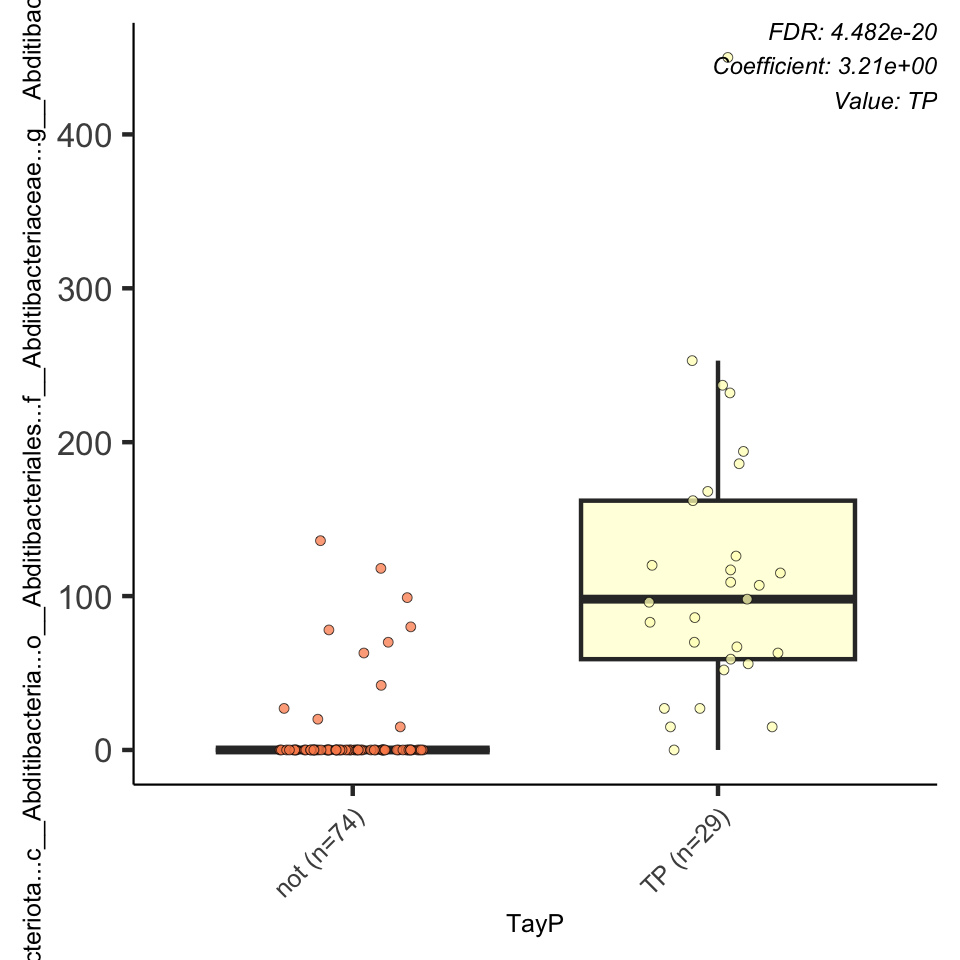 FDR: 4.482e-20
Coefficient: 3.21e+00
Value: TP
cteriota...c__Abditibacteria...o__Abditibacteriales...f__Abditibacteriaceae...g__Abditibac
400
300
200
100
0
not (n=74)
TP (n=29)
TayP